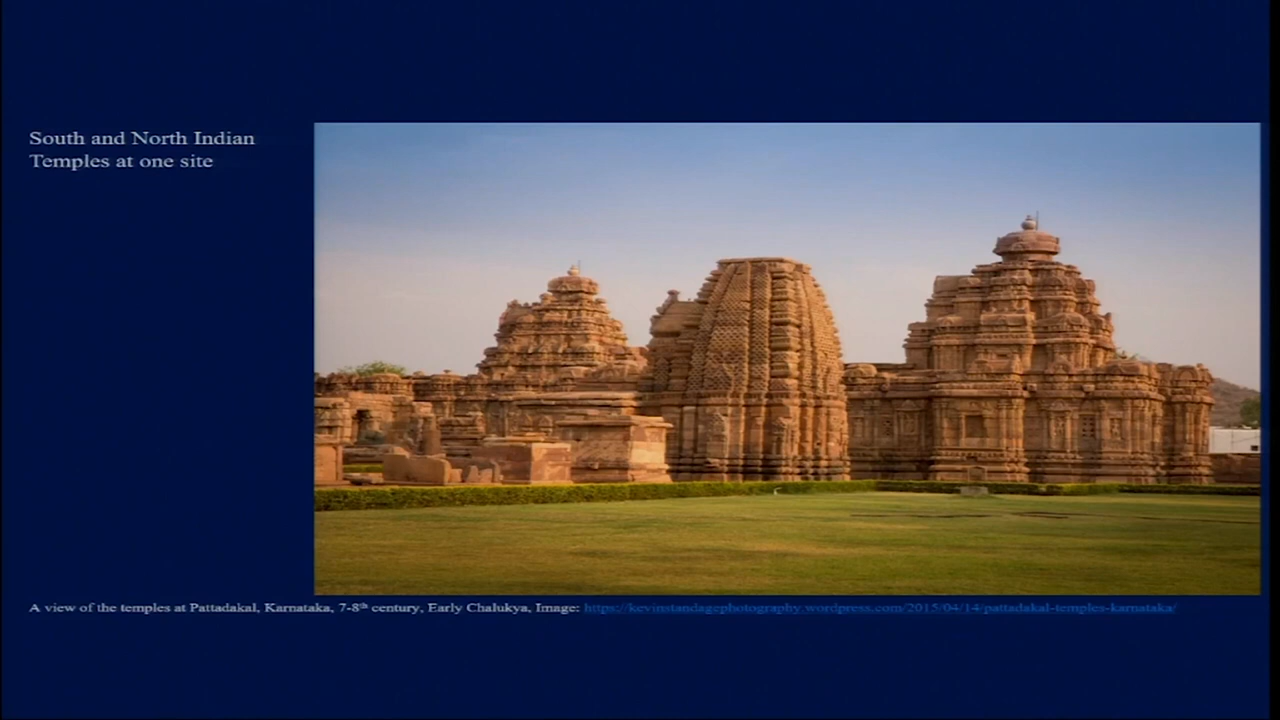 South and North Indian
Temples at one site
A view of the temples at Pattadakal, Karnataka, 7-8th century, Early Chalukya, Image: https://kevinstandagephotography.wordpress.com/2015/04/14/pattadakal-temples-karnataka/